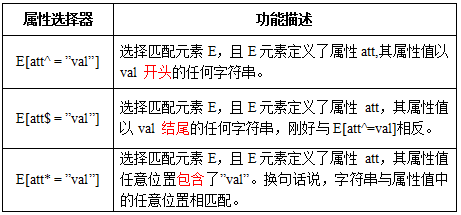 属性选择器 功能描述
E[att^ = ”val”]
选择匹配元素 E，且 E 元素定义了属性 att,其属性值以
val 开头的任何字符串。
E[att$ = ”val”]
选择匹配元素 E，且 E 元素定义了属性 att，其属性值
以 val 结尾的任何字符串，刚好与E[att^=val]相反。
E[att* = ”val”]
选择匹配元素 E，且 E 元素定义了属性 att，其属性值
任意位置包含了”val”。换句话说，字符串与属性值中
的任意位置相匹配。